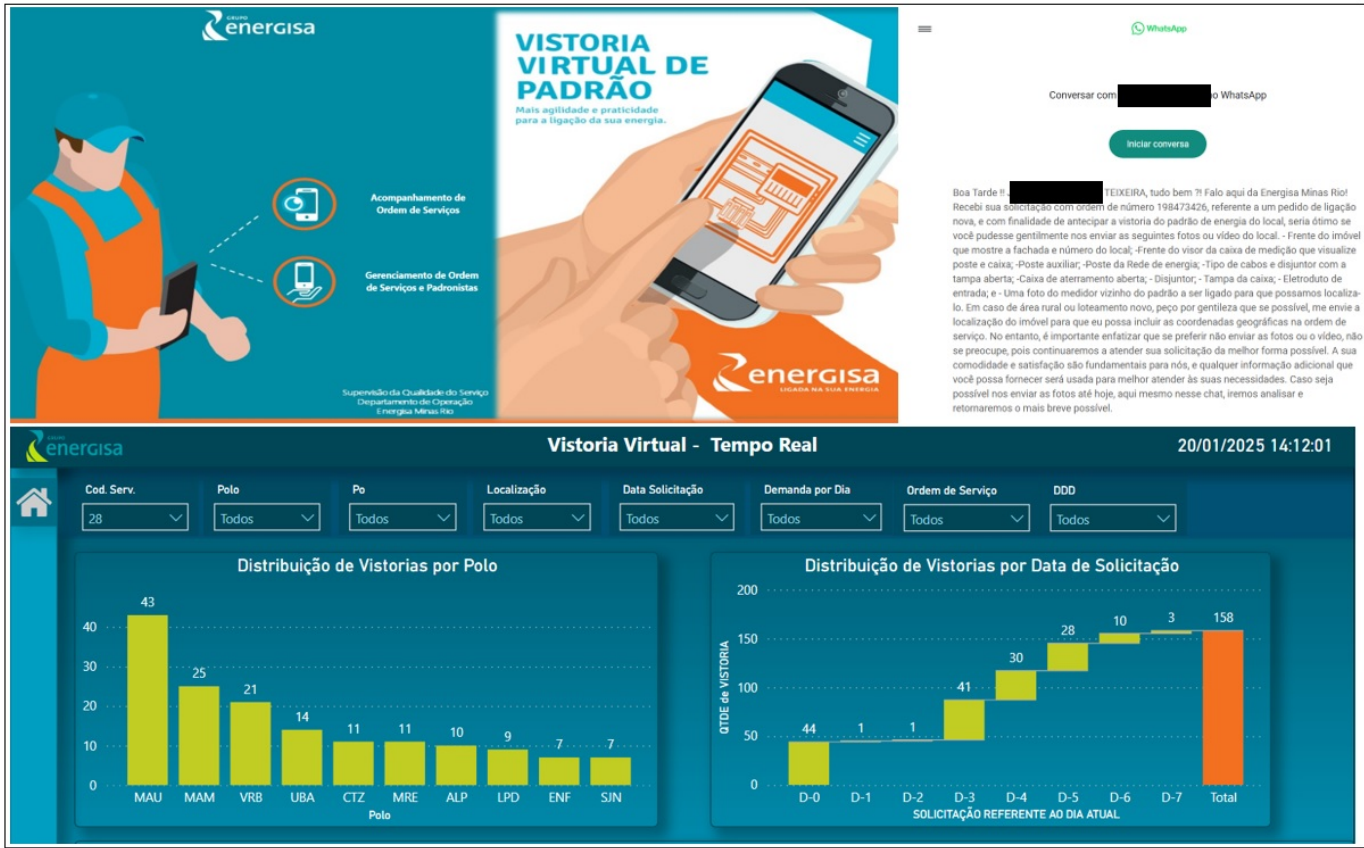 GRUPO
energisa
Acompanhamento de
Ordem de Serviços
Gerenciamento de Ordem
de Serviços e Padronistas
Supervisão da Qualidade do Serviço
Departamento de Operação
Energisa Minas Rio
VISTORIA
VIRTUAL DE
PADRÃO
Mais agilidade e praticidade
para a ligação da sua energia.
energisa
LIGADA NA SUA ENERGIA
WhatsApp
Conversar com o WhatsApp
Iniciar conversa
Boa Tarde !! TEIXEIRA, tudo bem ?! Falo aqui da Energisa Minas Rio!
Recebi sua solicitação com ordem de número 198473426, referente a um pedido de ligação
nova, e com finalidade de antecipar a vistoria do padrão de energia do local, seria ótimo se
você pudesse gentilmente nos enviar as seguintes fotos ou vídeo do local. - Frente do imóvel
que mostre a fachada e número do local; -Frente do visor da caixa de medição que visualize
poste e caixa; -Poste auxiliar; -Poste da Rede de energia; -Tipo de cabos e disjuntor com a
tampa aberta; -Caixa de aterramento aberta; - Disjuntor; - Tampa da caixa; - Eletroduto de
entrada; e - Uma foto do medidor vizinho do padrão a ser ligado para que possamos localiza-
lo. Em caso de área rural ou loteamento novo, peço por gentileza que se possível, me envie a
localização do imóvel para que eu possa incluir as coordenadas geográficas na ordem de
serviço. No entanto, é importante enfatizar que se preferir não enviar as fotos ou o vídeo, não
se preocupe, pois continuaremos a atender sua solicitação da melhor forma possível. A sua
comodidade e satisfação são fundamentais para nós, e qualquer informação adicional que
você possa fornecer será usada para melhor atender às suas necessidades. Caso seja
possível nos enviar as fotos até hoje, aqui mesmo nesse chat, iremos analisar e
retornaremos o mais breve possível.
GRUPO
energisa
Vistoria Virtual - Tempo Real
20/01/2025 14:12:01
Cod. Serv. Polo Po Localização Data Solicitação Demanda por Dia Ordem de Serviço DDD
28 Todos Todos Todos Todos Todos Todos Todos
Distribuição de Vistorias por Polo
43 25 21 14 11 11 10 9 7 7
40
30
20
10
0
MAU MAM VRB UBA CTZ MRE ALP LPD ENF SJN
Polo
Distribuição de Vistorias por Data de Solicitação
QTDE de VISTORIA
200
150
100
50
0
44 1 1 41 30 28 10 3 158
D-0 D-1 D-2 D-3 D-4 D-5 D-6 D-7 Total
SOLICITAÇÃO REFERENTE AO DIA ATUAL